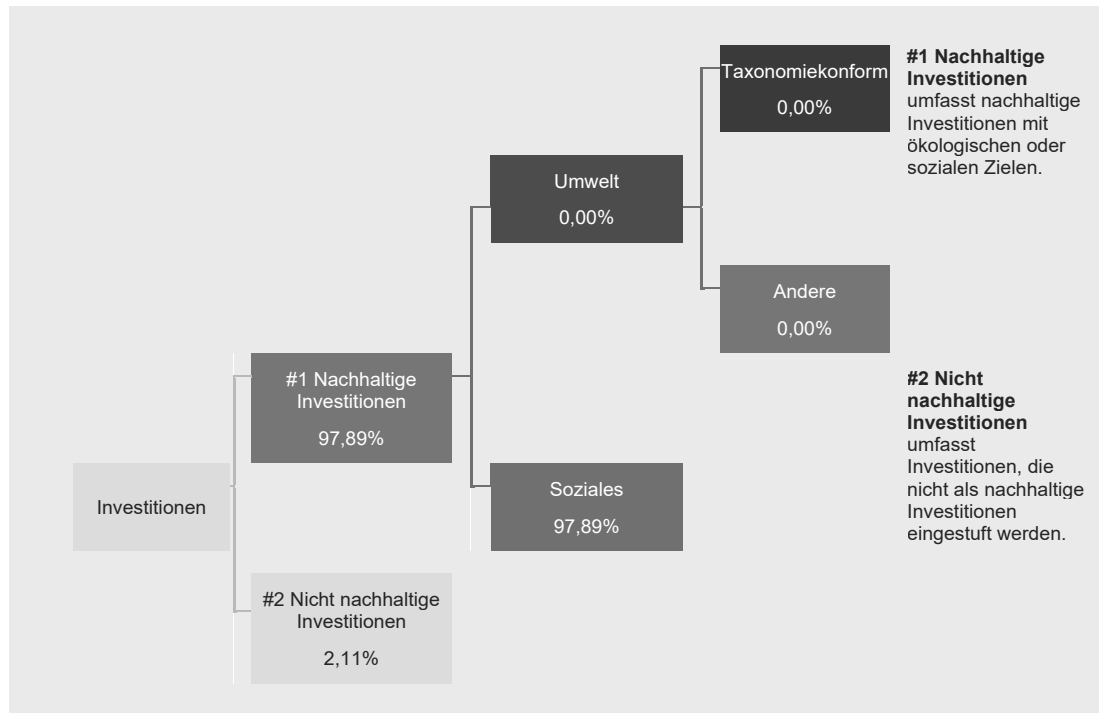 Taxonomiekonform
0,00%
#1 Nachhaltige
Investitionen
umfasst nachhaltige
Investitionen mit
ökologischen oder
sozialen Zielen.
Umwelt
0,00%
Andere
0,00%
#1 Nachhaltige
Investitionen
97,89%
#2 Nicht
nachhaltige
Investitionen
umfasst
Investitionen, die
nicht als nachhaltige
Investitionen
eingestuft werden.
Investitionen
Soziales
97,89%
#2 Nicht nachhaltige
Investitionen
2,11%